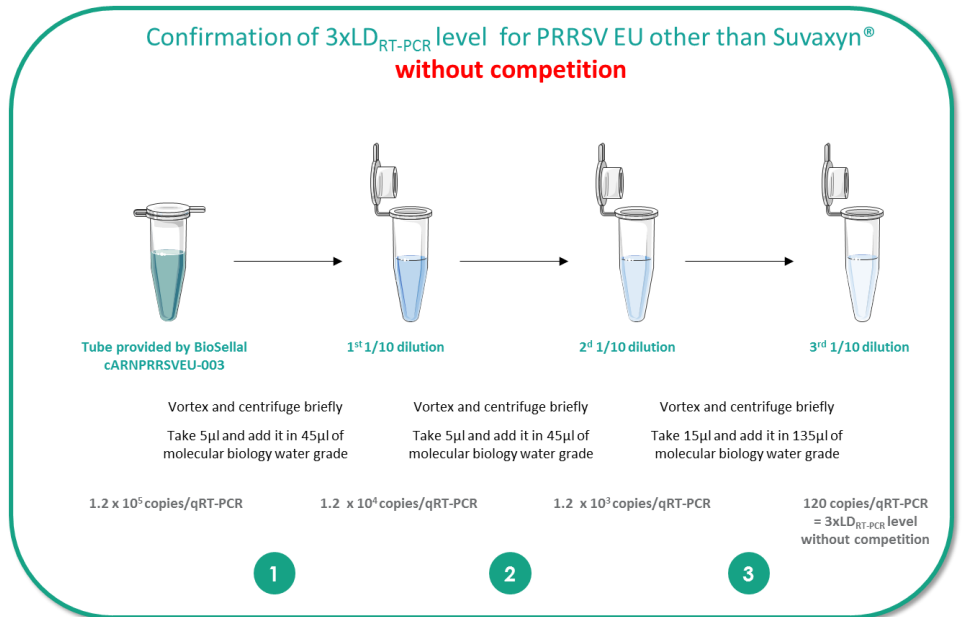 Confirmation of 3xLD RT-PCR level for PRRSV EU other than Suvaxyn®
without competition
Tube provided by BioSellal
cARNPRRSVEU-003
1st 1/10 dilution
2d 1/10 dilution
3rd 1/10 dilution
Vortex and centrifuge briefly
Take 5µl and add it in 45µl of
molecular biology water grade
Vortex and centrifuge briefly
Take 5µl and add it in 45µl of
molecular biology water grade
Vortex and centrifuge briefly
Take 15µl and add it in 135µl of
molecular biology water grade
1.2 x 10⁵ copies/qRT-PCR
1.2 x 10⁴ copies/qRT-PCR
1.2 x 10³ copies/qRT-PCR
120 copies/qRT-PCR
= 3xLD RT-PCR level
without competition
1
2
3